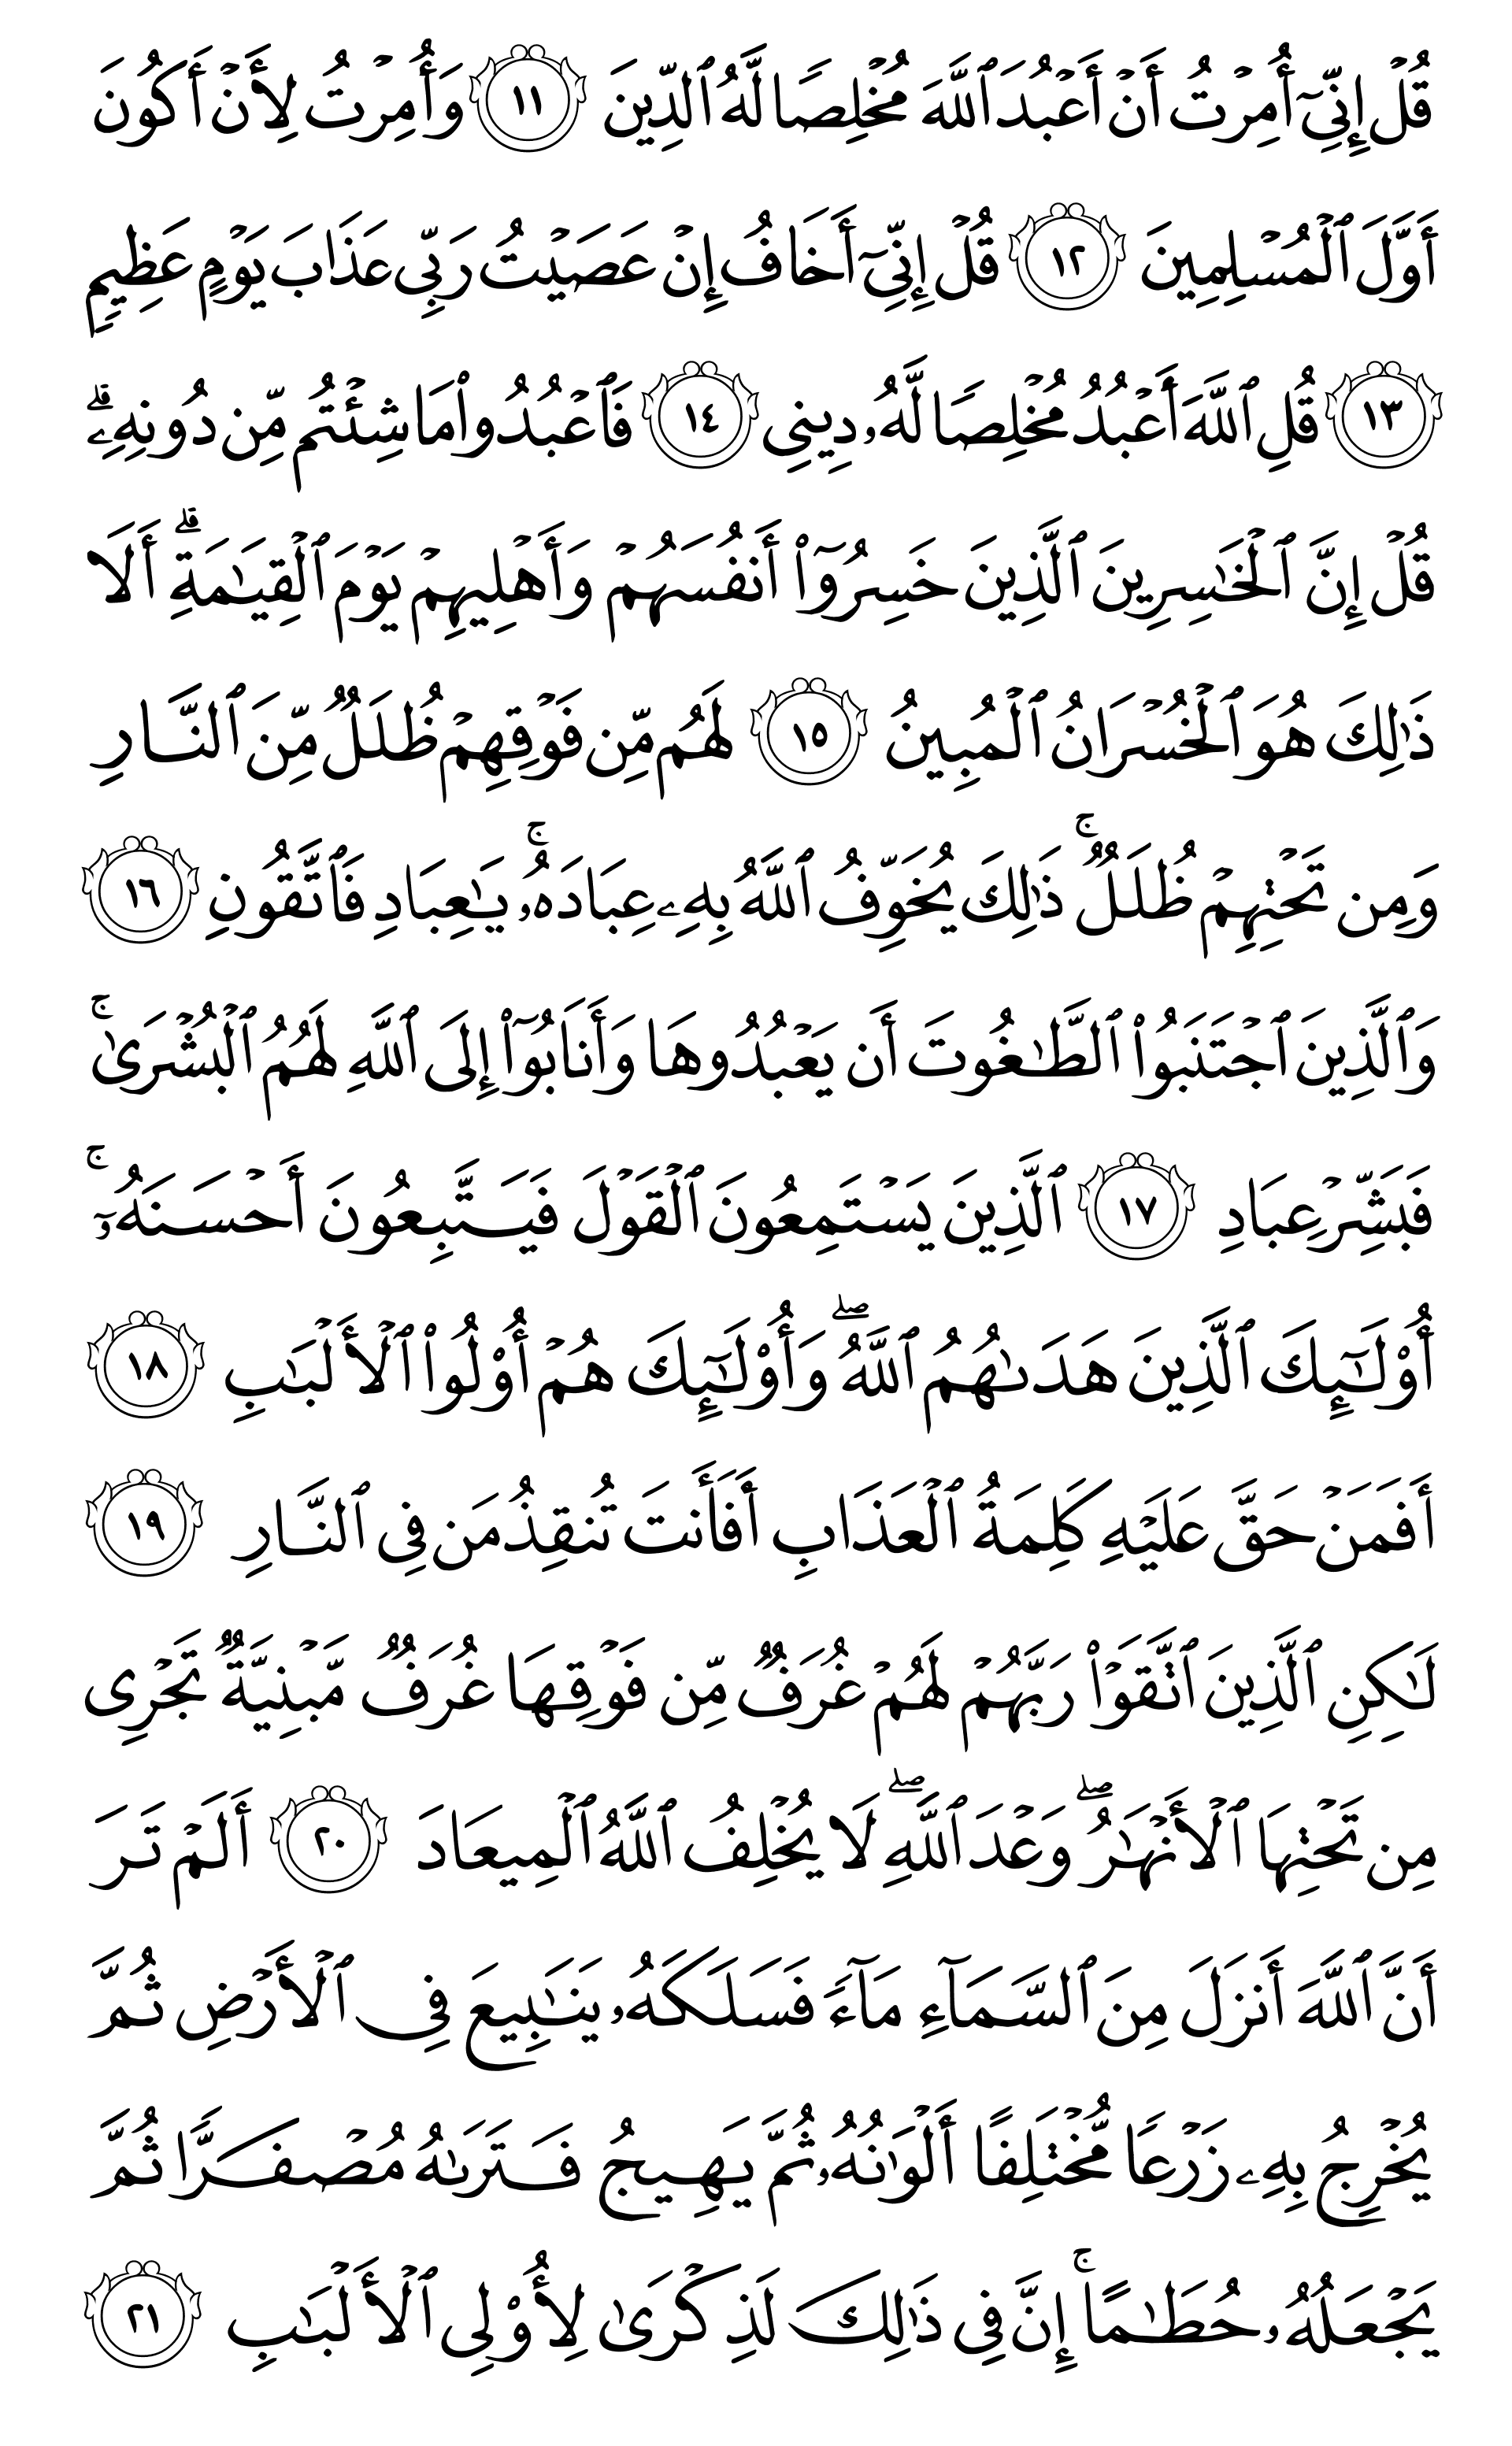 قُلۡ إِنِّيٓ أُمِرۡتُ أَنۡ أَعۡبُدَ ٱللَّهَ مُخۡلِصٗا لَّهُ ٱلدِّينَ ١١ وَأُمِرۡتُ لِأَنۡ أَكُونَ
أَوَّلَ ٱلۡمُسۡلِمِينَ ١٢ قُلۡ إِنِّيٓ أَخَافُ إِنۡ عَصَيۡتُ رَبِّي عَذَابَ يَوۡمٍ عَظِيمٖ
١٣ قُلِ ٱللَّهَ أَعۡبُدُ مُخۡلِصٗا لَّهُۥ دِينِي ١٤ فَٱعۡبُدُواْ مَا شِئۡتُم مِّن دُونِهِۦۗ
قُلۡ إِنَّ ٱلۡخَٰسِرِينَ ٱلَّذِينَ خَسِرُوٓاْ أَنفُسَهُمۡ وَأَهۡلِيهِمۡ يَوۡمَ ٱلۡقِيَٰمَةِۗ أَلَا
ذَٰلِكَ هُوَ ٱلۡخُسۡرَانُ ٱلۡمُبِينُ ١٥ لَهُم مِّن فَوۡقِهِمۡ ظُلَلٞ مِّنَ ٱلنَّارِ
وَمِن تَحۡتِهِمۡ ظُلَلٞۚ ذَٰلِكَ يُخَوِّفُ ٱللَّهُ بِهِۦ عِبَادَهُۥۚ يَٰعِبَادِ فَٱتَّقُونِ ١٦
وَٱلَّذِينَ ٱجۡتَنَبُواْ ٱلطَّٰغُوتَ أَن يَعۡبُدُوهَا وَأَنَابُوٓاْ إِلَى ٱللَّهِ لَهُمُ ٱلۡبُشۡرَىٰۚ
فَبَشِّرۡ عِبَادِ ١٧ ٱلَّذِينَ يَسۡتَمِعُونَ ٱلۡقَوۡلَ فَيَتَّبِعُونَ أَحۡسَنَهُۥٓۚ
أُوْلَٰٓئِكَ ٱلَّذِينَ هَدَىٰهُمُ ٱللَّهُۖ وَأُوْلَٰٓئِكَ هُمۡ أُوْلُواْ ٱلۡأَلۡبَٰبِ ١٨
أَفَمَنۡ حَقَّ عَلَيۡهِ كَلِمَةُ ٱلۡعَذَابِ أَفَأَنتَ تُنقِذُ مَن فِي ٱلنَّارِ ١٩
لَٰكِنِ ٱلَّذِينَ ٱتَّقَوۡاْ رَبَّهُمۡ لَهُمۡ غُرَفٞ مِّن فَوۡقِهَا غُرَفٞ مَّبۡنِيَّةٞ تَجۡرِي
مِن تَحۡتِهَا ٱلۡأَنۡهَٰرُۖ وَعۡدَ ٱللَّهِۖ لَا يُخۡلِفُ ٱللَّهُ ٱلۡمِيعَادَ ٢٠ أَلَمۡ تَرَ
أَنَّ ٱللَّهَ أَنزَلَ مِنَ ٱلسَّمَآءِ مَآءٗ فَسَلَكَهُۥ يَنَٰبِيعَ فِي ٱلۡأَرۡضِ ثُمَّ
يُخۡرِجُ بِهِۦ زَرۡعٗا مُّخۡتَلِفًا أَلۡوَٰنُهُۥ ثُمَّ يَهِيجُ فَتَرَىٰهُ مُصۡفَرّٗا ثُمَّ
يَجۡعَلُهُۥ حُطَٰمًاۚ إِنَّ فِي ذَٰلِكَ لَذِكۡرَىٰ لِأُوْلِي ٱلۡأَلۡبَٰبِ ٢١